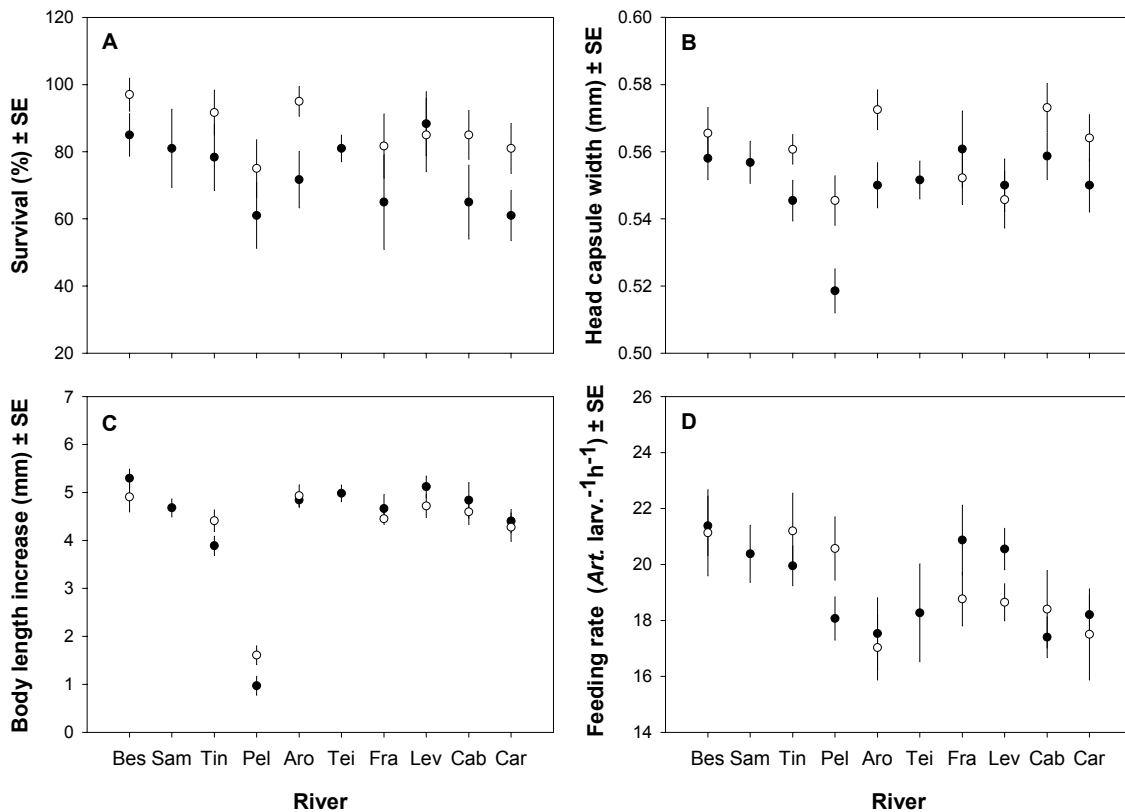 A
Survival (%) ± SE
120
100
80
60
40
20
B
Head capsule width (mm) ± SE
0.60
0.58
0.56
0.54
0.52
0.50
C
Body length increase (mm) ± SE
7
6
5
4
3
2
1
0
Bes Sam Tin Pel Aro Tei Fra Lev Cab Car
River
D
Feeding rate (Art. larv.-1h-1) ± SE
26
24
22
20
18
16
14
Bes Sam Tin Pel Aro Tei Fra Lev Cab Car
River